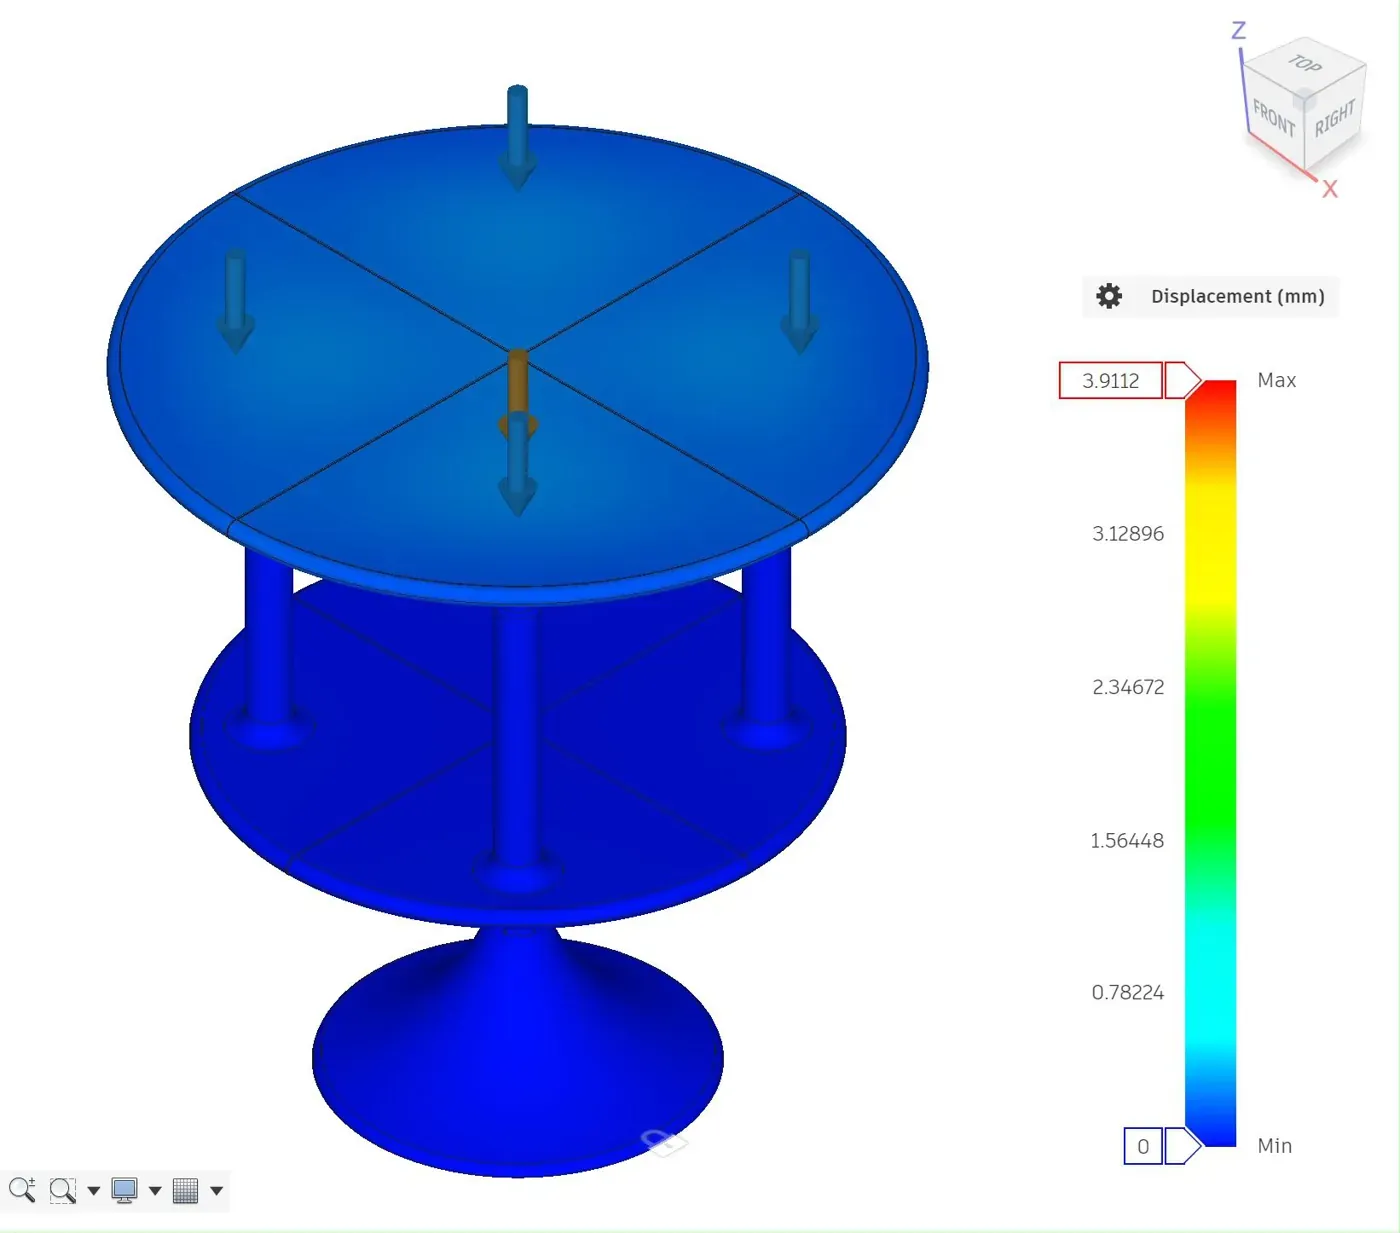 Z
TOP
FRONT
RIGHT
X
Displacement (mm)
3.9112
Max
3.12896
2.34672
1.56448
0.78224
0
Min